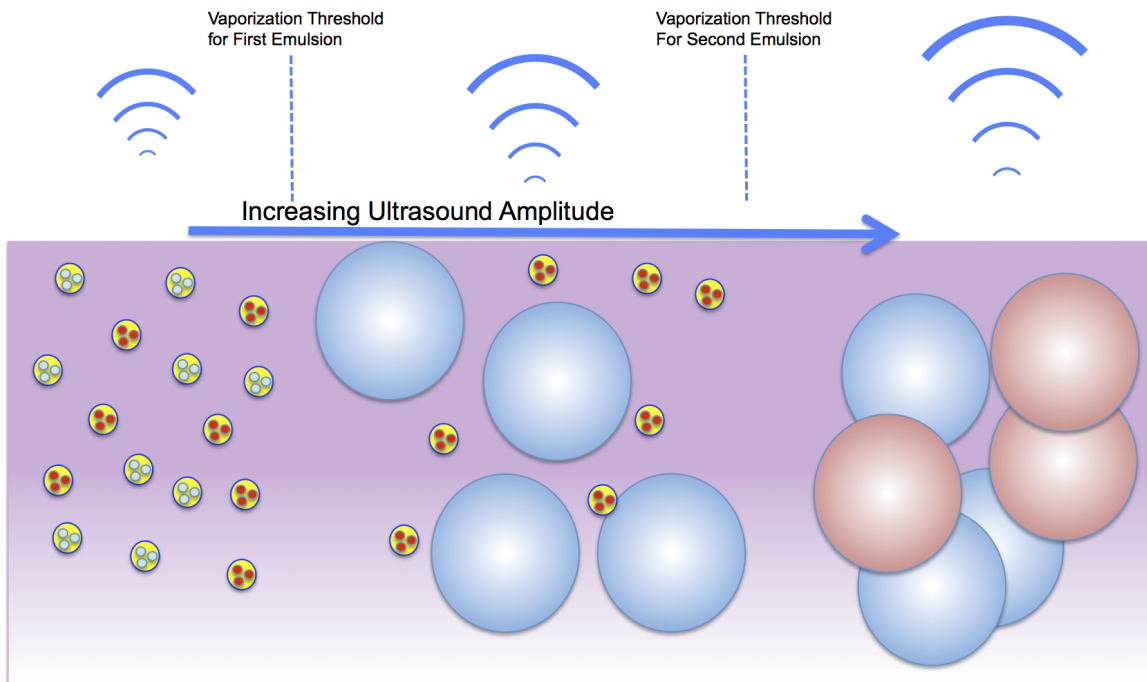 Vaporization Threshold
for First Emulsion
Vaporization Threshold
For Second Emulsion
Increasing Ultrasound Amplitude